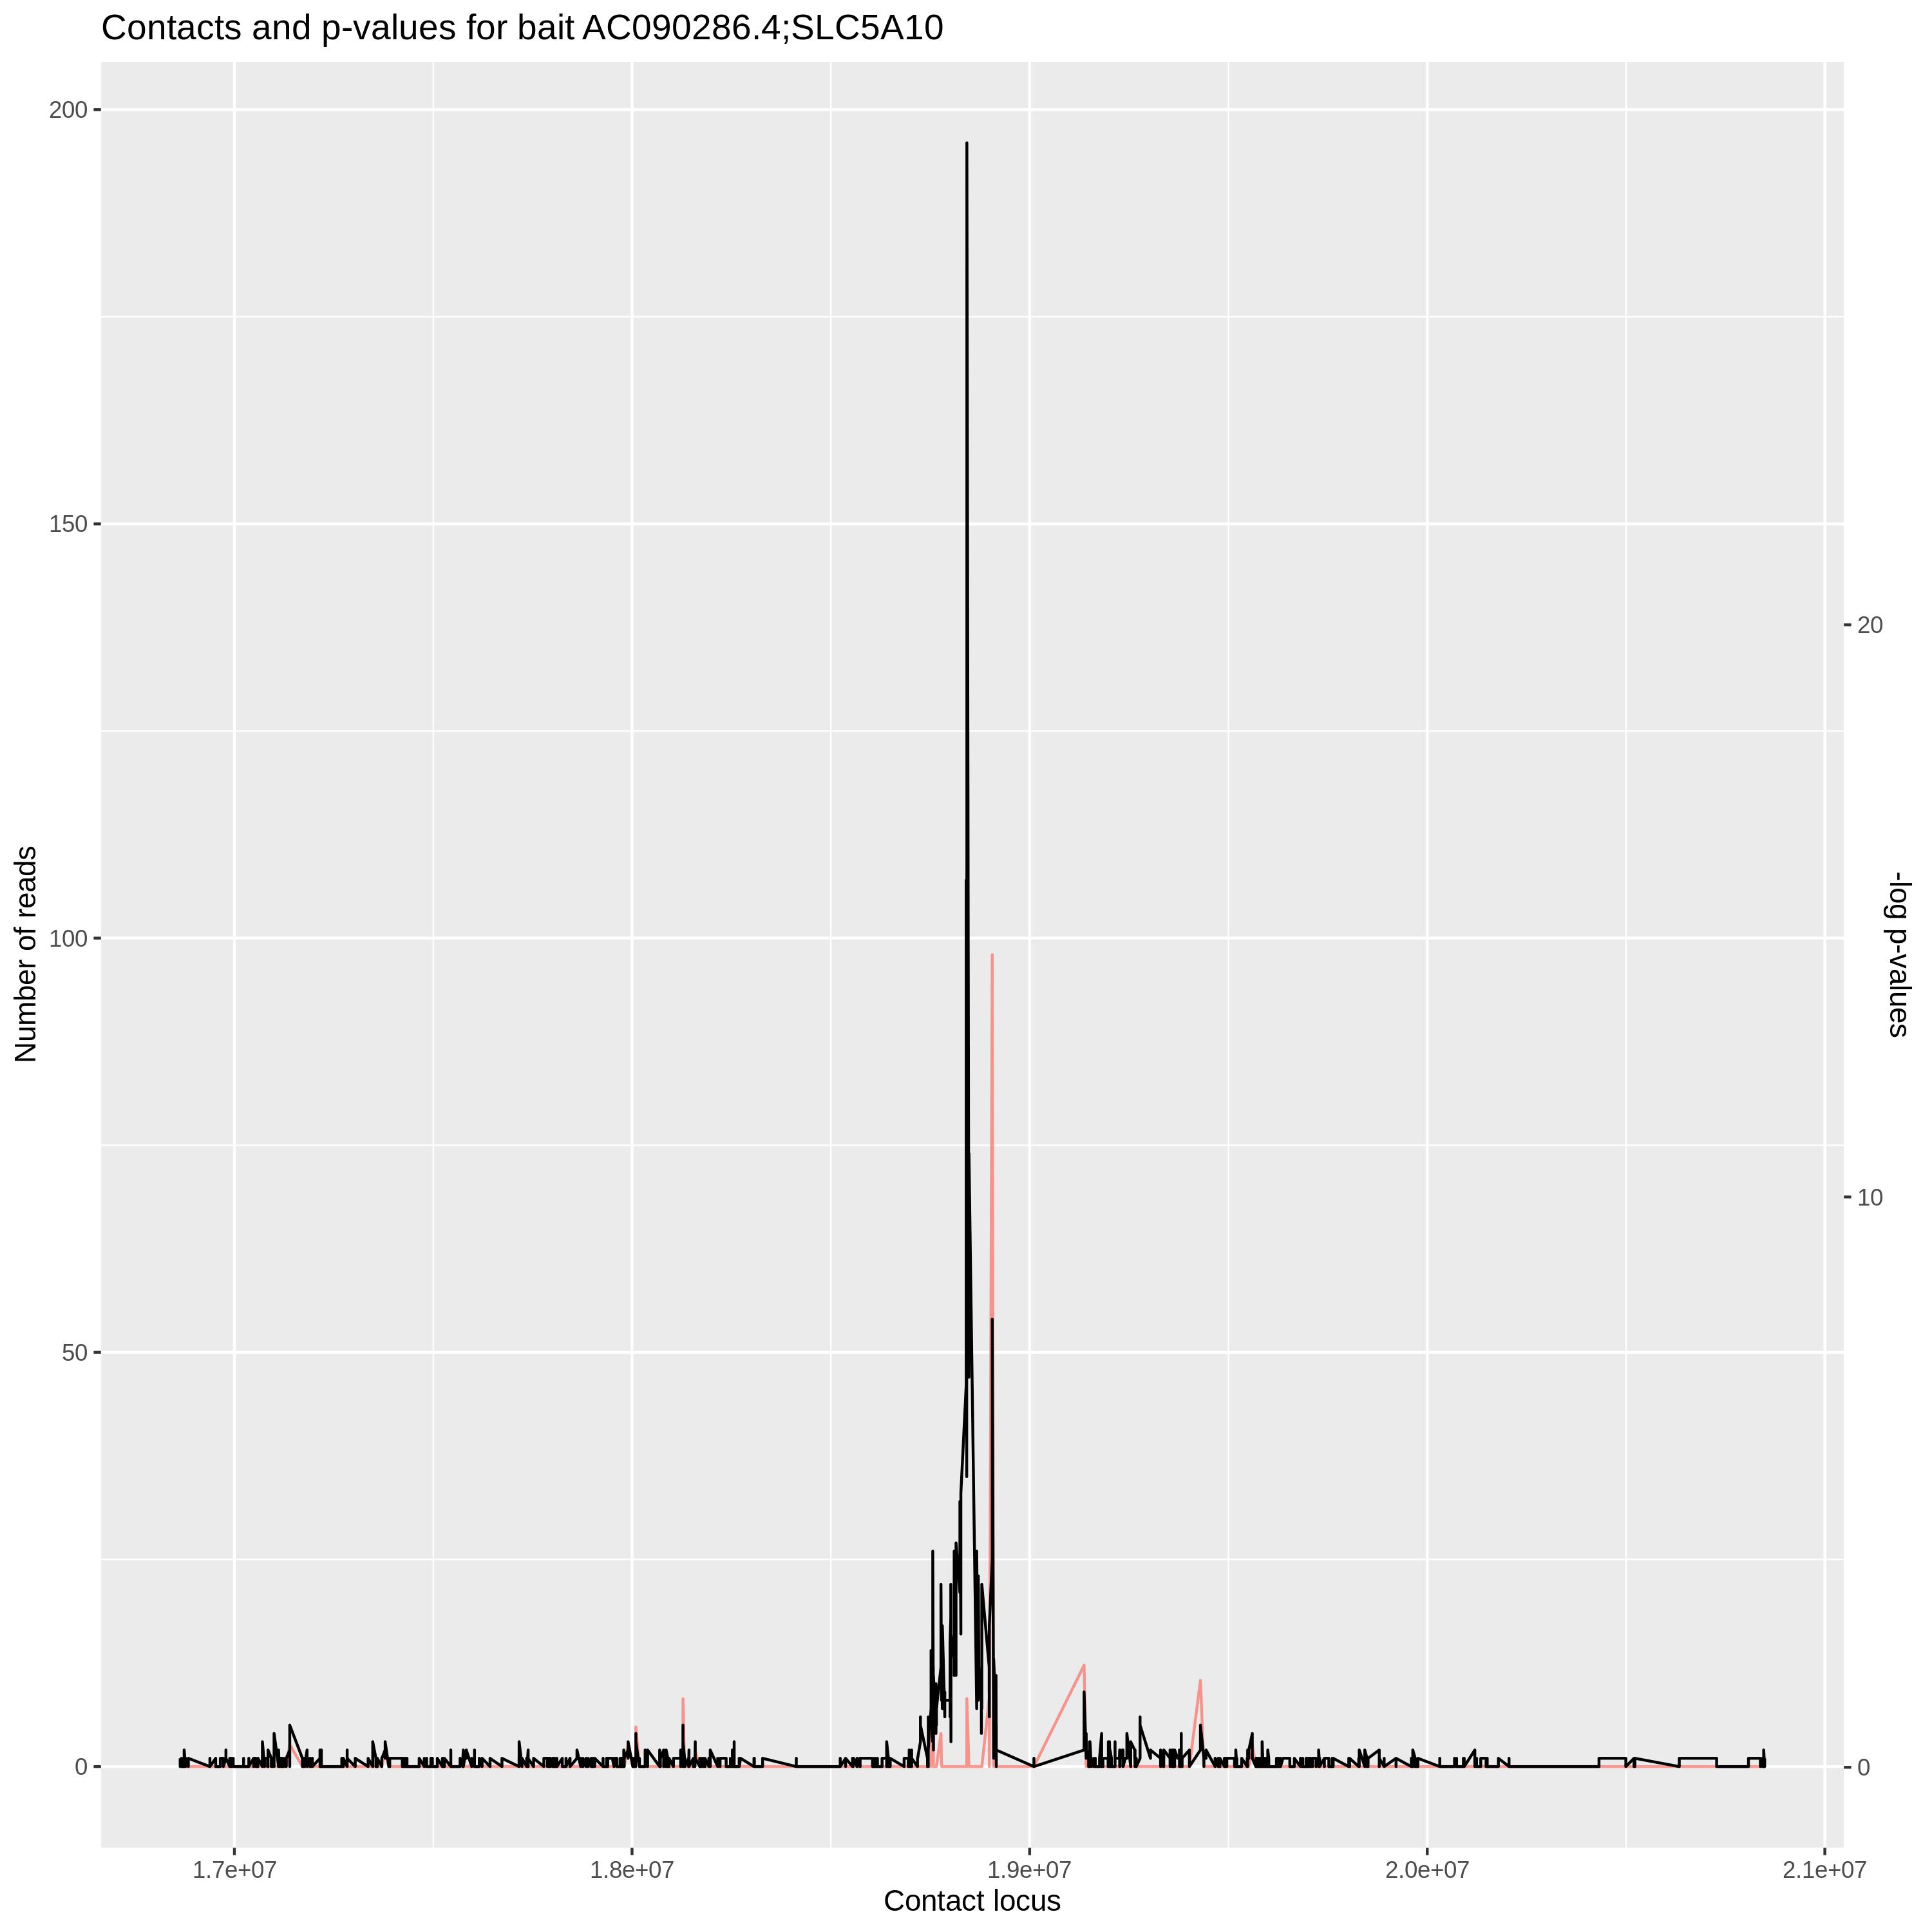 Contacts and p-values for bait AC090286.4;SLC5A10
200
150
100
50
0
Number of reads
20
10
0
-log p-values
1.7e+07
1.8e+07
1.9e+07
2.0e+07
2.1e+07
Contact locus